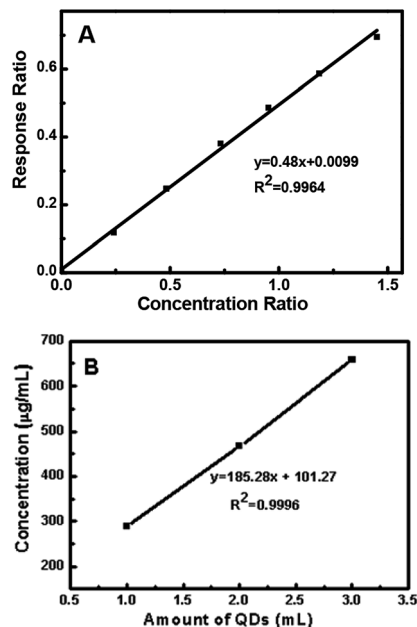 A
Response Ratio
0.6
0.4
0.2
0.0
y=0.48x+0.0099
R²=0.9964
0.0 0.5 1.0 1.5
Concentration Ratio
B
Concentration (µg/mL)
700
600
500
400
300
200
y=185.28x + 101.27
R²=0.9996
0.5 1.0 1.5 2.0 2.5 3.0 3.5
Amount of QDs (mL)